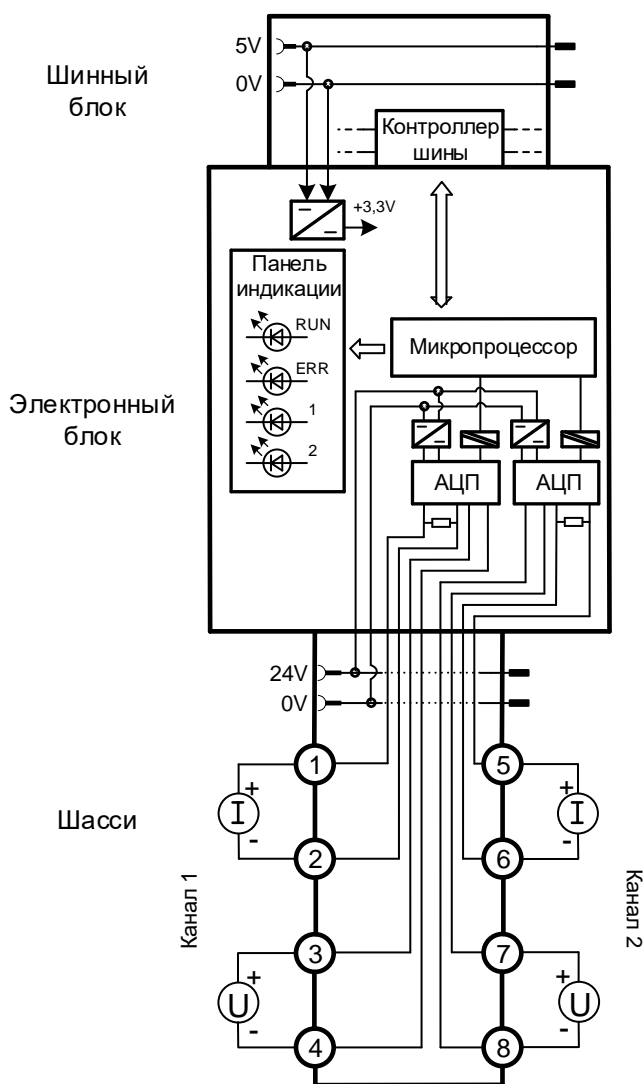 5V
0V
Шинный
блок
Контроллер
шины
+3,3V
Панель
индикации
RUN
ERR
1
2
Микропроцессор
Электронный
блок
АЦП
АЦП
24V
0V
1
5
+
I
-
+
I
-
Шасси
2
6
Канал 1
Канал 2
3
7
+
U
-
+
U
-
4
8